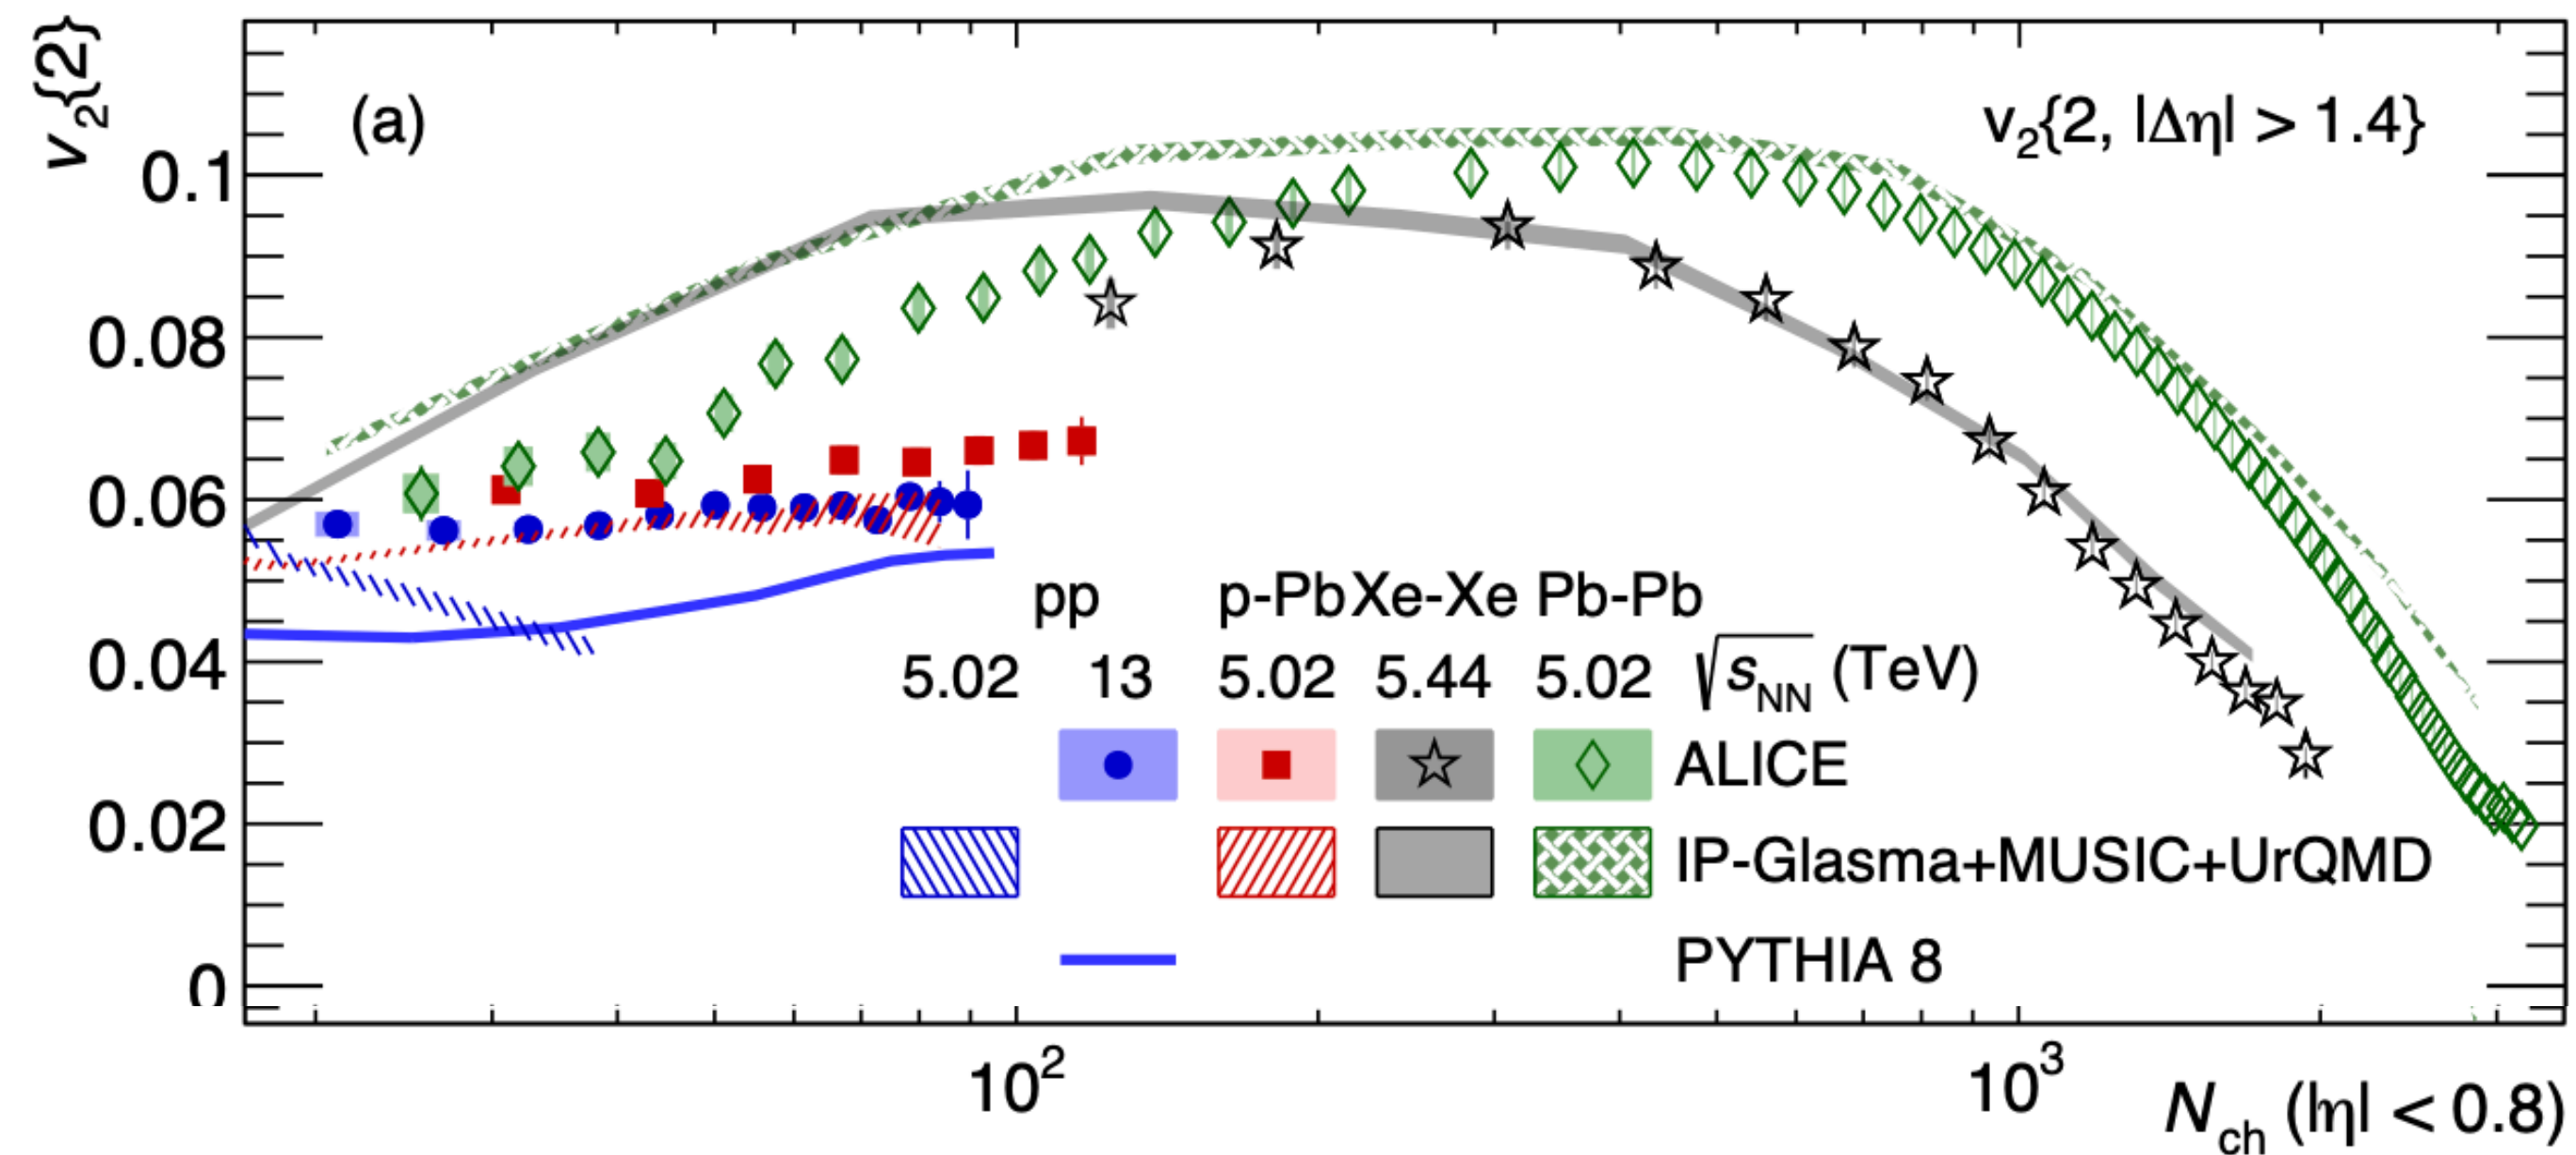 v2{2}
(a)
v2{2, |Δη| > 1.4}
0.1
0.08
0.06
0.04
0.02
0
pp p-Pb Xe-Xe Pb-Pb
5.02 13 5.02 5.44 5.02 √sNN (TeV)
ALICE
IP-Glasma+MUSIC+UrQMD
PYTHIA 8
10² 10³
Nch (|η| < 0.8)